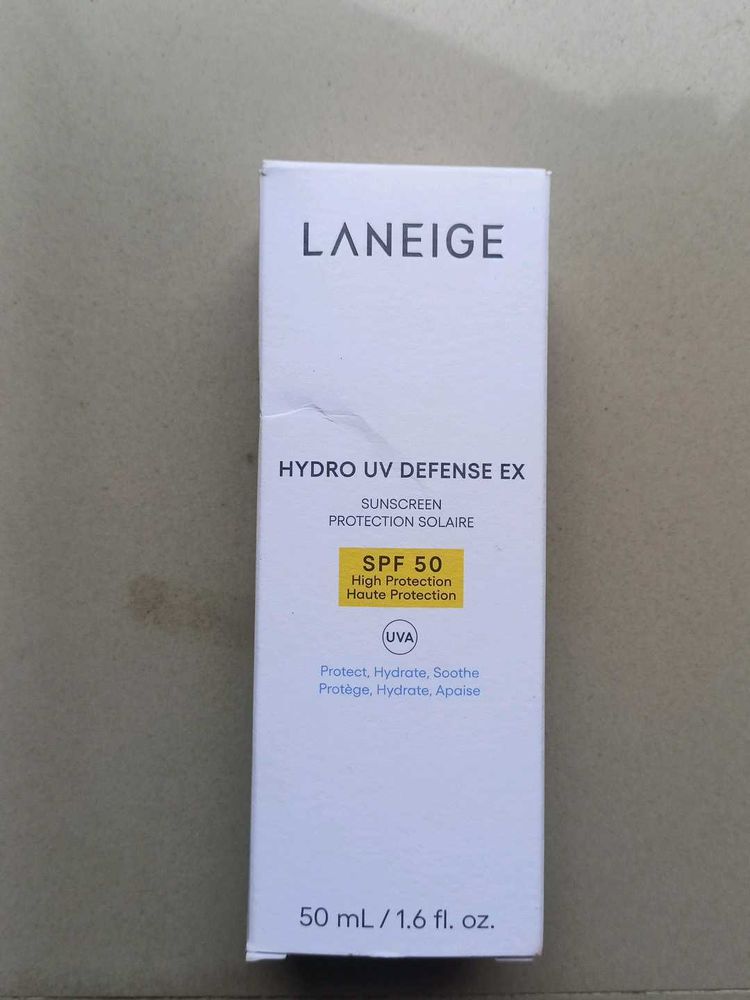 LANEIGE
HYDRO UV DEFENSE EX
SUNSCREEN
PROTECTION SOLAIRE
SPF 50
High Protection
Haute Protection
UVA
Protect, Hydrate, Soothe
Protège, Hydrate, Apaise
50 mL / 1.6 fl. oz.